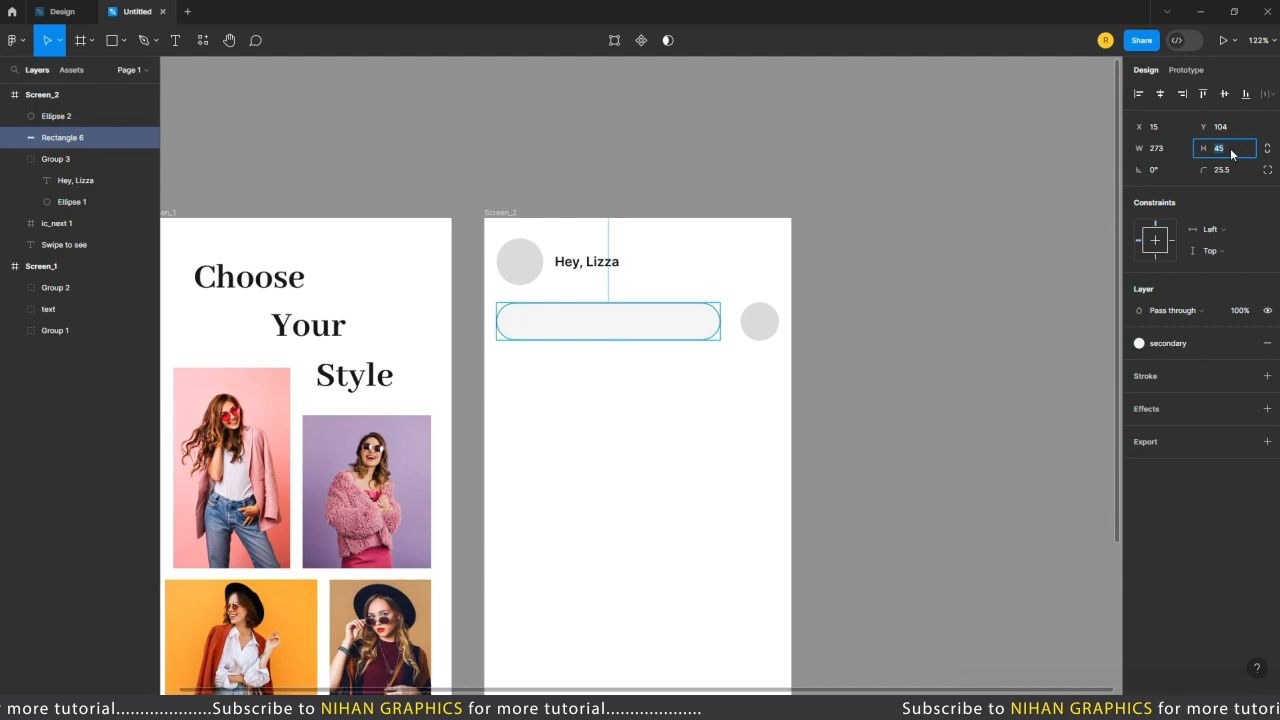 Design
Untitled
Share
122%
Layers
Assets
Page 1
Design
Prototype
Screen_2
Ellipse 2
Rectangle 6
Group 3
Hey, Lizza
Ellipse 1
ic_next 1
Swipe to see
Screen_1
Group 2
text
Group 1
X 15
Y 104
W 273
H 45
0°
25.5
Constraints
Left
Top
Layer
Pass through
100%
secondary
Stroke
Effects
Export
en_1
Screen_2
Choose
Your
Style
Hey, Lizza
R
?
more tutorial....................Subscribe to NIHAN GRAPHICS for more tutorial.................... Subscribe to NIHAN GRAPHICS for more tutori